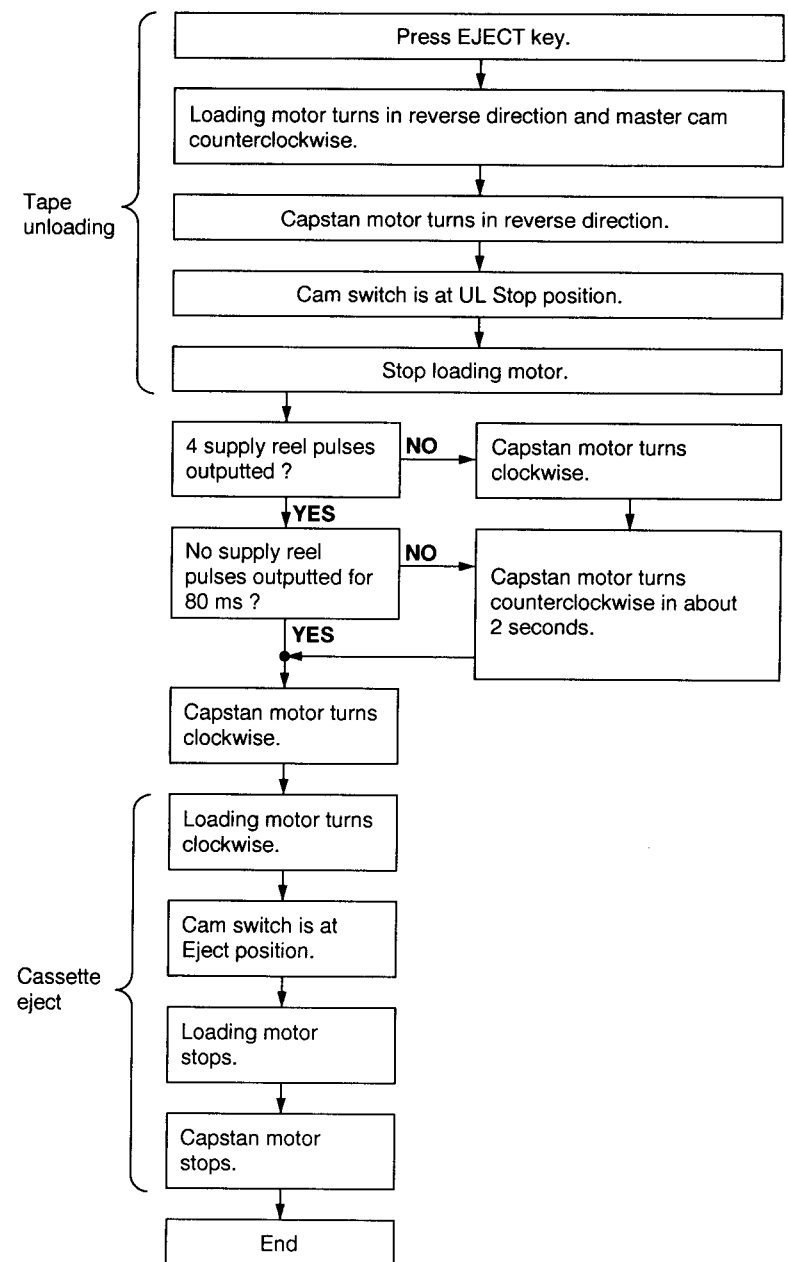 Press EJECT key.
Loading motor turns in reverse direction and master cam
counterclockwise.
Tape
unloading
Capstan motor turns in reverse direction.
Cam switch is at UL Stop position.
Stop loading motor.
4 supply reel pulses
outputted ?
NO
Capstan motor turns
clockwise.
YES
No supply reel
pulses outputted for
80 ms ?
NO
Capstan motor turns
counterclockwise in about
2 seconds.
YES
Capstan motor turns
clockwise.
Loading motor turns
clockwise.
Cam switch is at
Eject position.
Cassette
eject
Loading motor
stops.
Capstan motor
stops.
End